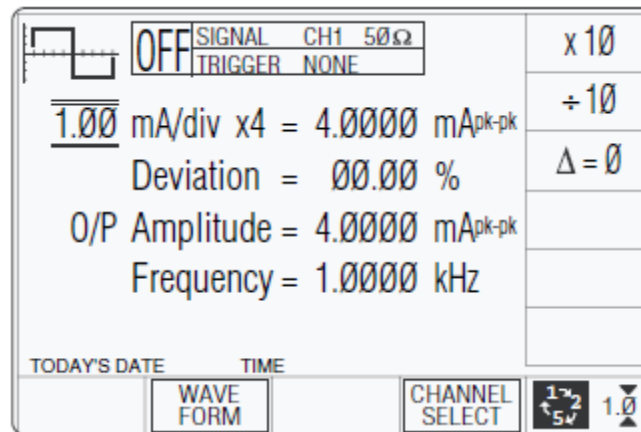 OFF SIGNAL CH1 50Ω
TRIGGER NONE
1.00 mA/div x4 = 4.0000 mApk-pk
Deviation = 00.00 %
O/P Amplitude = 4.0000 mApk-pk
Frequency = 1.0000 kHz
TODAY'S DATE TIME
WAVE FORM
CHANNEL SELECT
x 10
÷ 10
Δ = 0
1 2 5
1.0